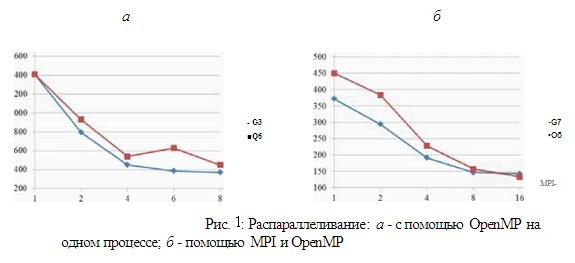 а
б
600
400
200
000
800
600
400
200
1 2 4 6 8
- G3
■Q6
500
450
400
350
300
250
200
150
100
1 2 4 8 16
-G7
•O6
MPI-
Рис. 1: Распараллеливание: а - с помощью OpenMP на
одном процессе; б - помощью MPI и OpenMP